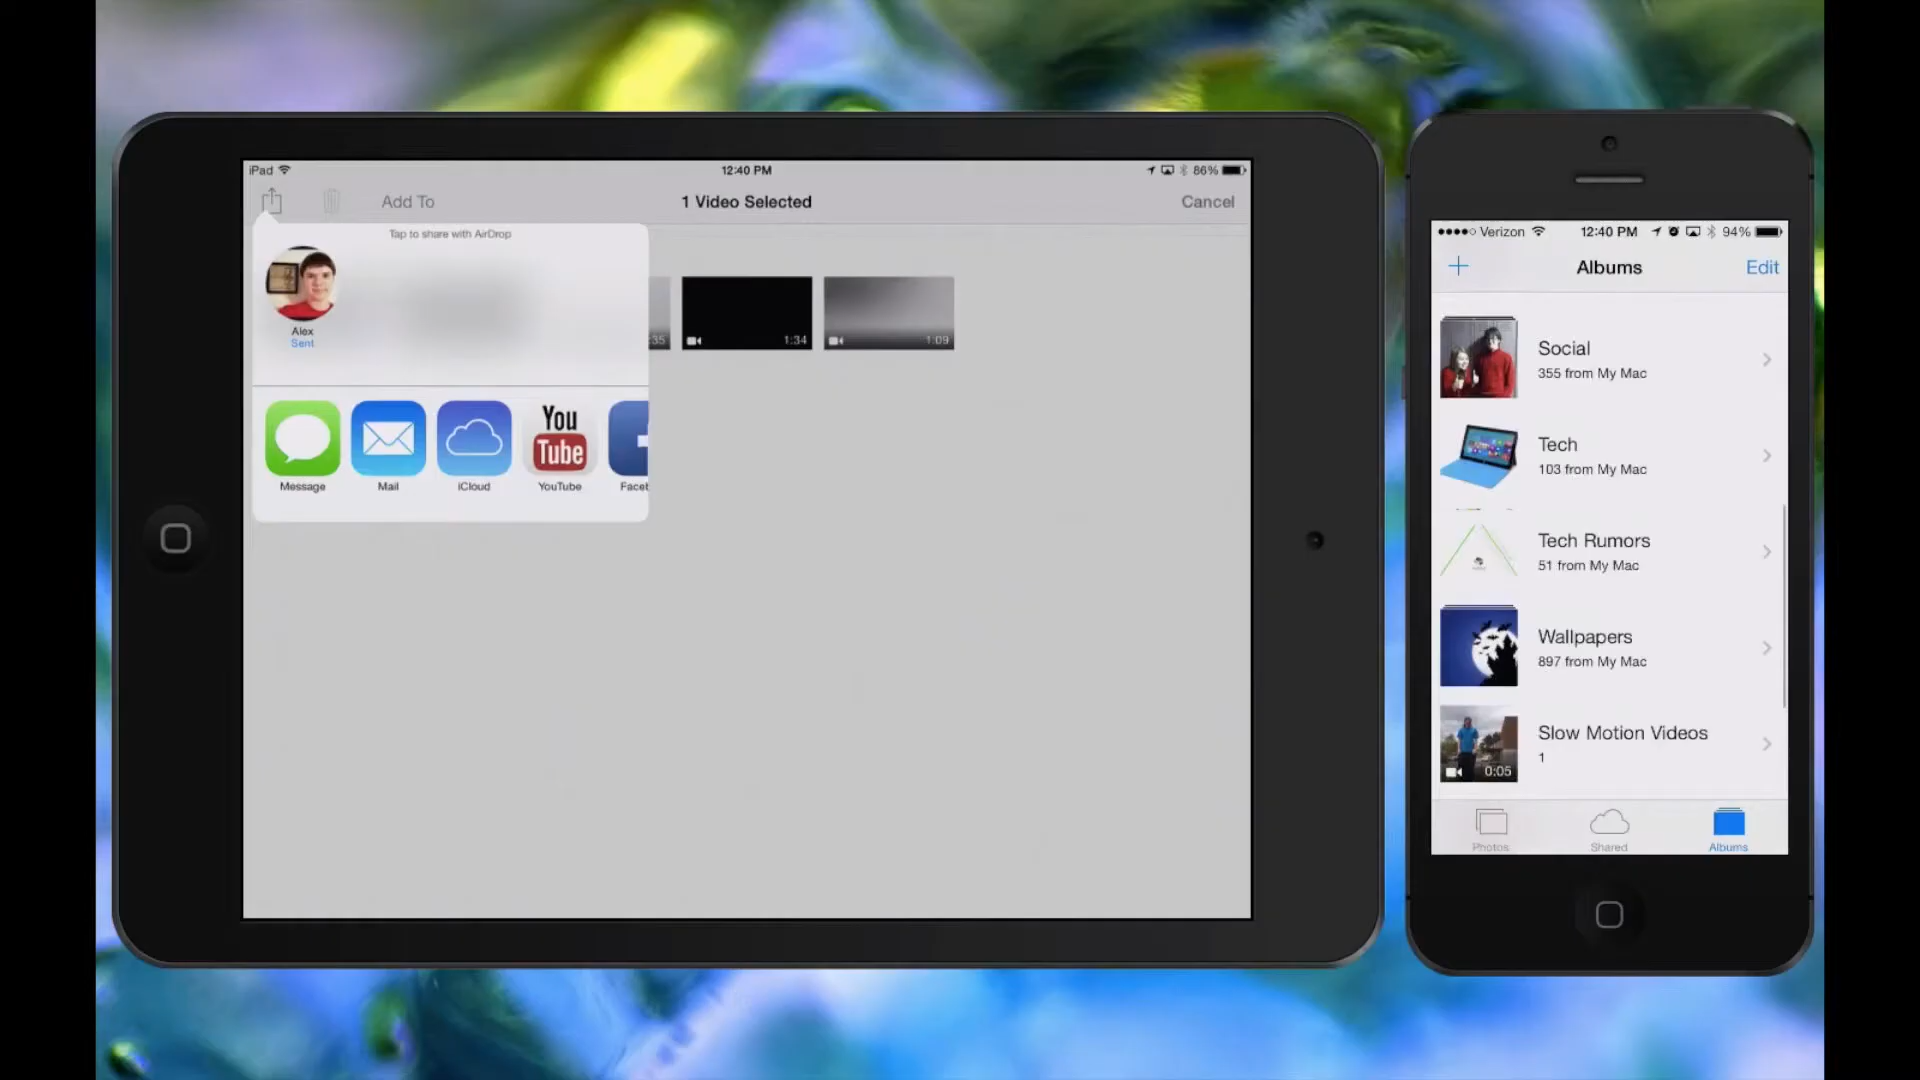 iPad
12:40 PM
86%
Add To
1 Video Selected
Cancel
Tap to share with AirDrop
Alex
Sent
:35
1:34
1:09
You
Tube
Message
Mail
iCloud
YouTube
Facet
Verizon
12:40 PM
94%
Albums
Edit
Social
355 from My Mac
Tech
103 from My Mac
Tech Rumors
51 from My Mac
Wallpapers
897 from My Mac
Slow Motion Videos
1
0:05
Photos
Shared
Albums